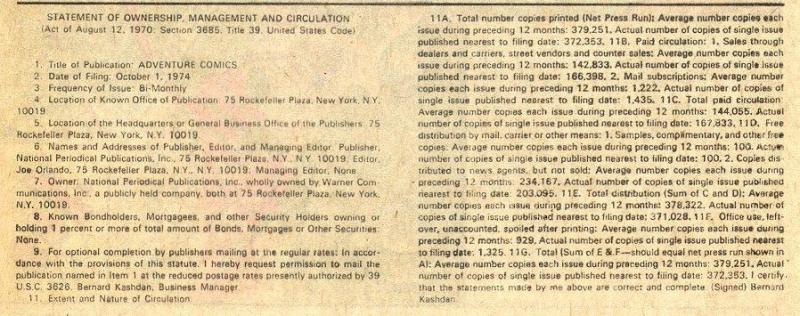 STATEMENT OF OWNERSHIP, MANAGEMENT AND CIRCULATION
(Act of August 12, 1970: Section 3685. Title 39. United States Code)
1. Title of Publication: ADVENTURE COMICS
2. Date of Filing: October 1, 1974
3. Frequency of Issue: Bi-Monthly
4. Location of Known Office of Publication: 75 Rockefeller Plaza, New York, N.Y.
10019
5. Location of the Headquarters or General Business Office of the Publishers: 75
Rockefeller Plaza, New York, N.Y. 10019
6. Names and Addresses of Publisher, Editor, and Managing Editor: Publisher,
National Periodical Publications, Inc., 75 Rockefeller Plaza, N.Y., N.Y. 10019; Editor,
Joe Orlando, 75 Rockefeller Plaza, N.Y., N.Y. 10019; Managing Editor, None
7. Owner: National Periodical Publications, Inc., wholly owned by Warner Com
munications, Inc., a publicly held company, both at 75 Rockefeller Plaza, New York,
N.Y. 10019.
8. Known Bondholders, Mortgagees, and other Security Holders owning or
holding 1 percent or more of total amount of Bonds, Mortgages or Other Securities:
None.
9. For optional completion by publishers mailing at the regular rates: In accor-
dance with the provisions of this statute, I hereby request permission to mail the
publication named in Item 1 at the reduced postage rates presently authorized by 39
U.S.C. 3626. Bernard Kashdan, Business Manager
11. Extent and Nature of Circulation
11A. Total number copies printed (Net Press Run): Average number copies each
issue during preceding 12 months: 379,251, Actual number of copies of single issue
published nearest to filing date: 372,353, 11B. Paid circulation: 1, Sales through
dealers and carriers, street vendors and counter sales: Average number copies each
issue during preceding 12 months: 142,833, Actual number of copies of single issue
published nearest to filing date: 166,398, 2. Mail subscriptions: Average number
copies each issue during preceding 12 months: 1,222, Actual number of copies of
single issue published nearest to filing date: 1,435, 11C. Total paid circulation:
Average number copies each issue during preceding 12 months: 144,055, Actual
number of copies of single issue published nearest to filing date: 167,833, 11D. Free
distribution by mail, carrier or other means: 1. Samples, complimentary, and other free
copies: Average number copies each issue during preceding 12 months: 100, Actual
number of copies of single issue published nearest to filing date: 100, 2. Copies dis-
tributed to news agents, but not sold: Average number copies each issue during
preceding 12 months: 234,167, Actual number of copies of single issue published
nearest to filing date: 203,095, 11E. Total distribution (Sum of C and D): Average
number copies each issue during preceding 12 months: 378,322, Actual number of
copies of single issue published nearest to filing date: 371,028, 11F. Office use, left-
over, unaccounted, spoiled after printing: Average number copies each issue during
preceding 12 months: 929, Actual number of copies of single issue published nearest
to filing date: 1,325, 11G. Total (Sum of E & F—should equal net press run shown in
A): Average number copies each issue during preceding 12 months: 379,251, Actual
number of copies of single issue published nearest to filing date: 372,353, I certify
that the statements made by me above are correct and complete. (Signed) Bernard
Kashdan.